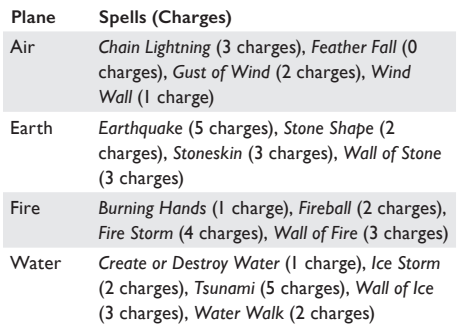 Plane Spells (Charges)
Air Chain Lightning (3 charges), Feather Fall (0
charges), Gust of Wind (2 charges), Wind
Wall (1 charge)
Earth Earthquake (5 charges), Stone Shape (2
charges), Stoneskin (3 charges), Wall of Stone
(3 charges)
Fire Burning Hands (1 charge), Fireball (2 charges),
Fire Storm (4 charges), Wall of Fire (3 charges)
Water Create or Destroy Water (1 charge), Ice Storm
(2 charges), Tsunami (5 charges), Wall of Ice
(3 charges), Water Walk (2 charges)